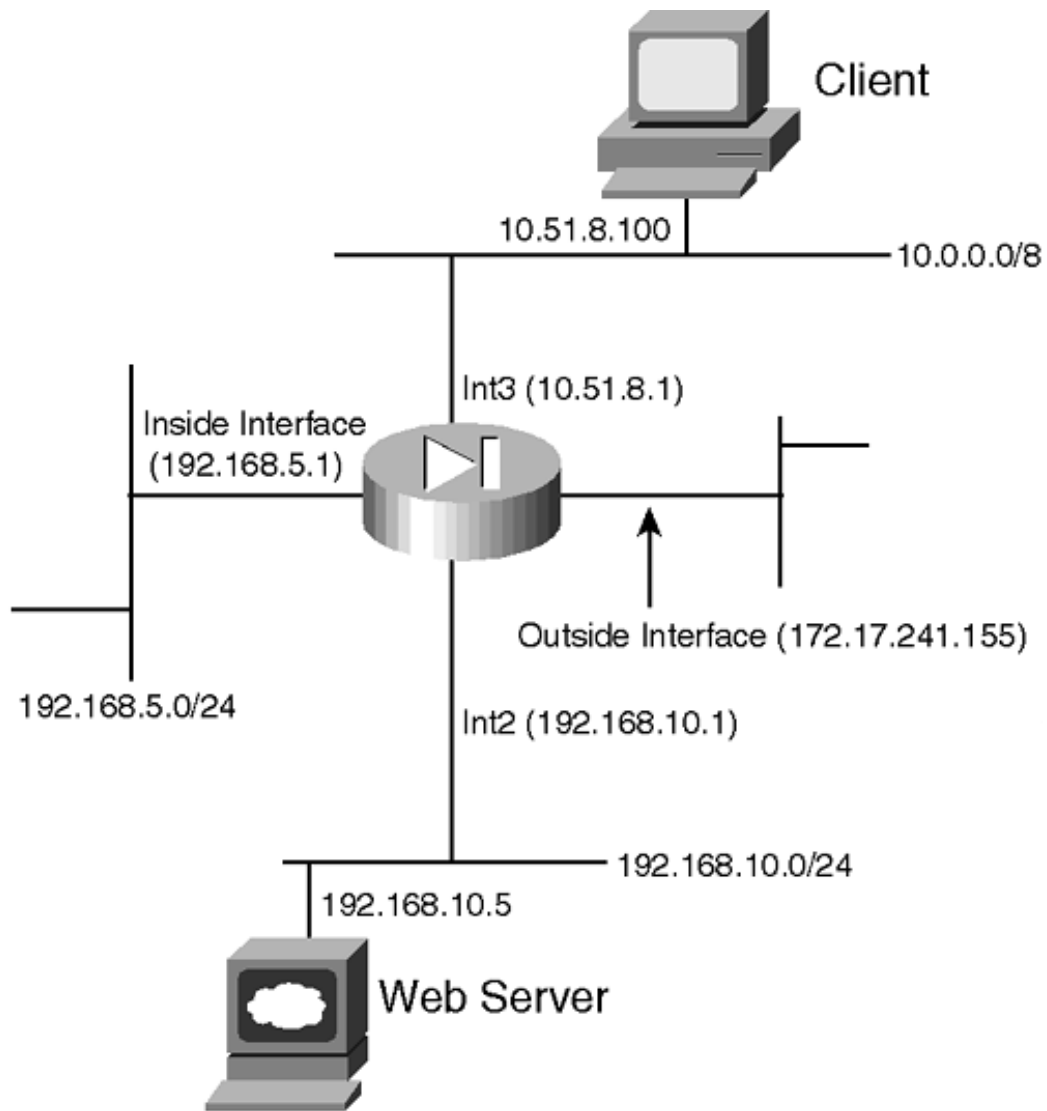 Client
10.51.8.100
10.0.0.0/8
Int3 (10.51.8.1)
Inside Interface
(192.168.5.1)
Outside Interface (172.17.241.155)
192.168.5.0/24
Int2 (192.168.10.1)
192.168.10.0/24
192.168.10.5
Web Server